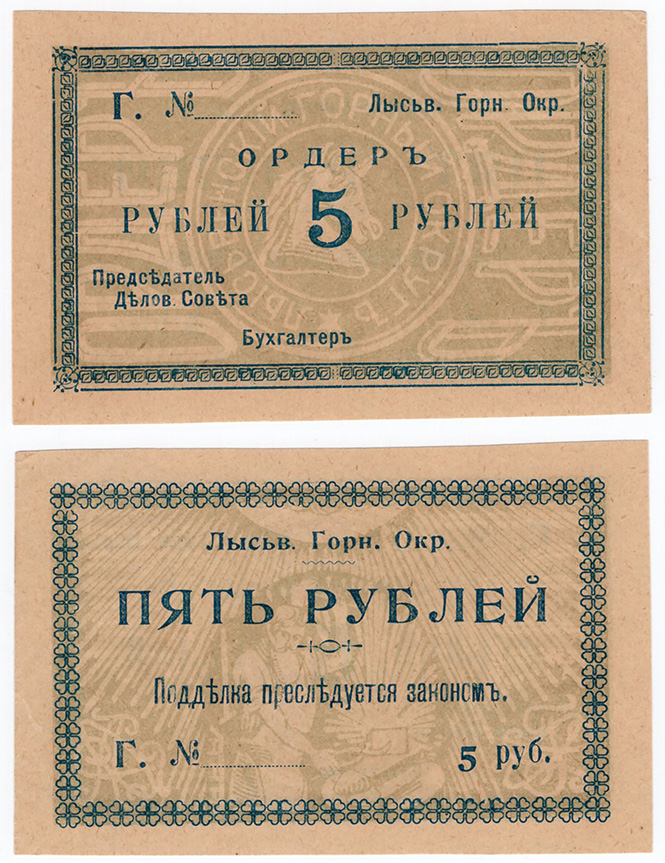 Г. № Лысьв. Горн. Окр.
ОРДЕРЪ
РУБЛЕЙ 5 РУБЛЕЙ
Предсѣдатель
Дѣлов. Совѣта
Бухгалтеръ
Лысьв. Горн. Окр.
ПЯТЬ РУБЛЕЙ
Поддѣлка преслѣдуется закономъ.
Г. № 5 руб.